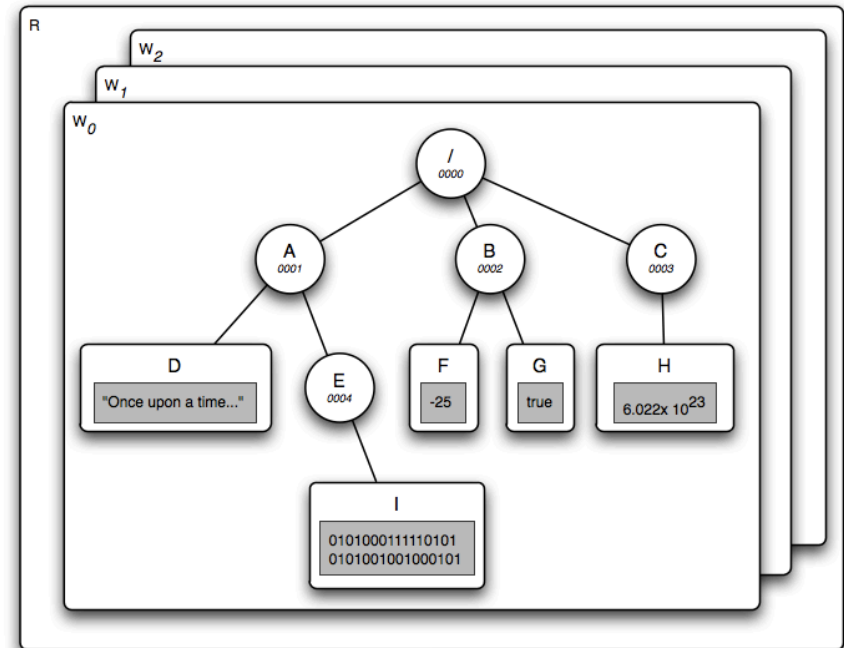 R
w2
w1
w0
/
0000
A
0001
B
0002
C
0003
D
"Once upon a time..."
E
0004
F
-25
G
true
H
6.022x 10^23
I
0101000111110101
0101001001000101